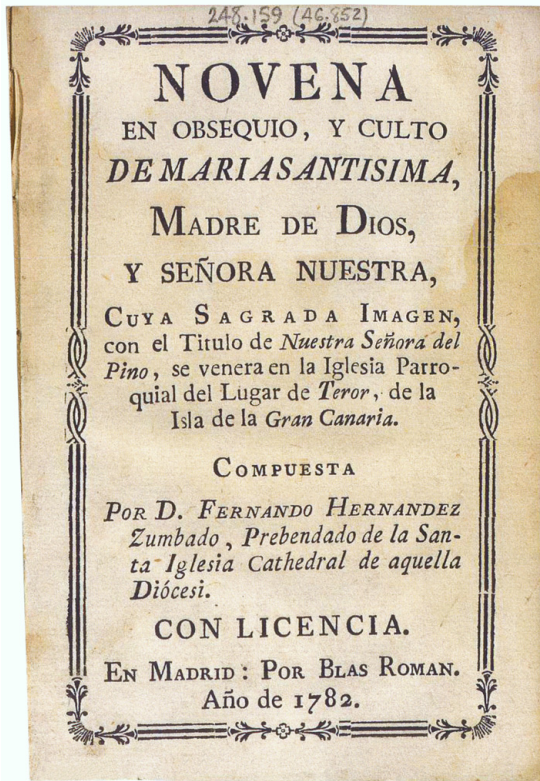 248.159 (46.852)
NOVENA
EN OBSEQUIO, Y CULTO
DE MARIA SANTISIMA,
MADRE DE DIOS,
Y SEÑORA NUESTRA,
CUYA SAGRADA IMAGEN,
con el Titulo de Nuestra Señora del
Pino, se venera en la Iglesia Parro-
quial del Lugar de Teror, de la
Isla de la Gran Canaria.
COMPUESTA
POR D. FERNANDO HERNANDEZ
Zumbado, Prebendado de la San-
ta Iglesia Cathedral de aquella
Diócesi.
CON LICENCIA.
EN MADRID: POR BLAS ROMAN.
Año de 1782.